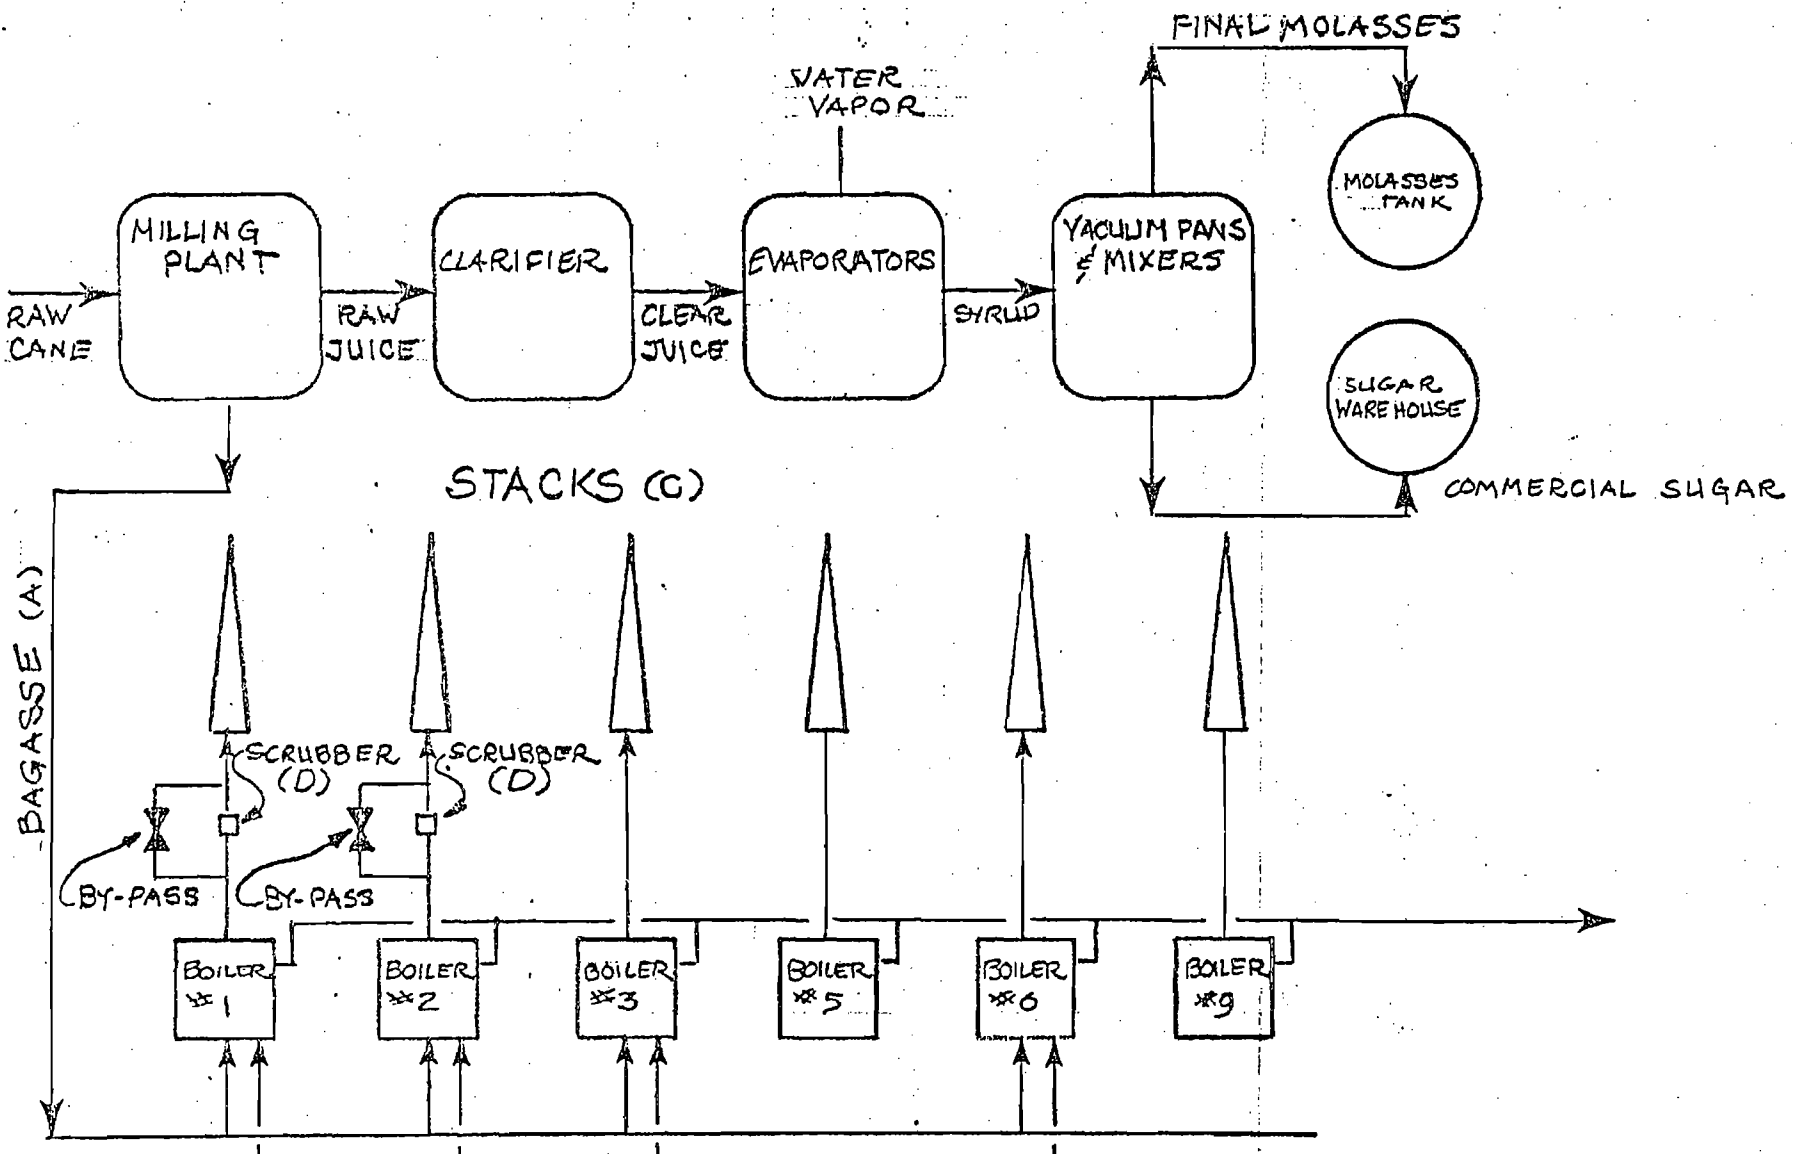 FINAL MOLASSES
WATER
VAPOR
MOLASSES
TANK
MILLING
PLANT
CLARIFIER
EVAPORATORS
VACUUM PANS
& MIXERS
RAW
CANE
RAW
JUICE
CLEAR
JUICE
SYRUP
SUGAR
WAREHOUSE
COMMERCIAL SUGAR
STACKS (C)
BAGASSE (A)
SCRUBBER
(D)
SCRUBBER
(D)
BY-PASS
BY-PASS
BOILER
#1
BOILER
#2
BOILER
#3
BOILER
#5
BOILER
#6
BOILER
#9